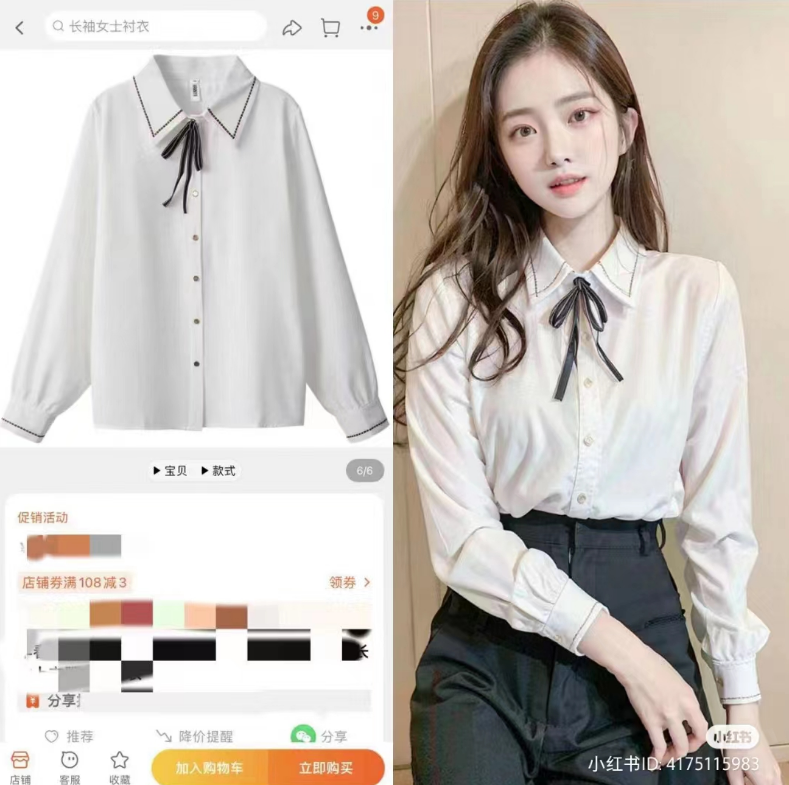 长袖女士衬衣
9
宝贝 款式
6/6
促销活动
店铺券满108减3
领券
分享
推荐
降价提醒
分享
店铺
客服
收藏
加入购物车
立即购买
小红书
小红书ID: 4175115983